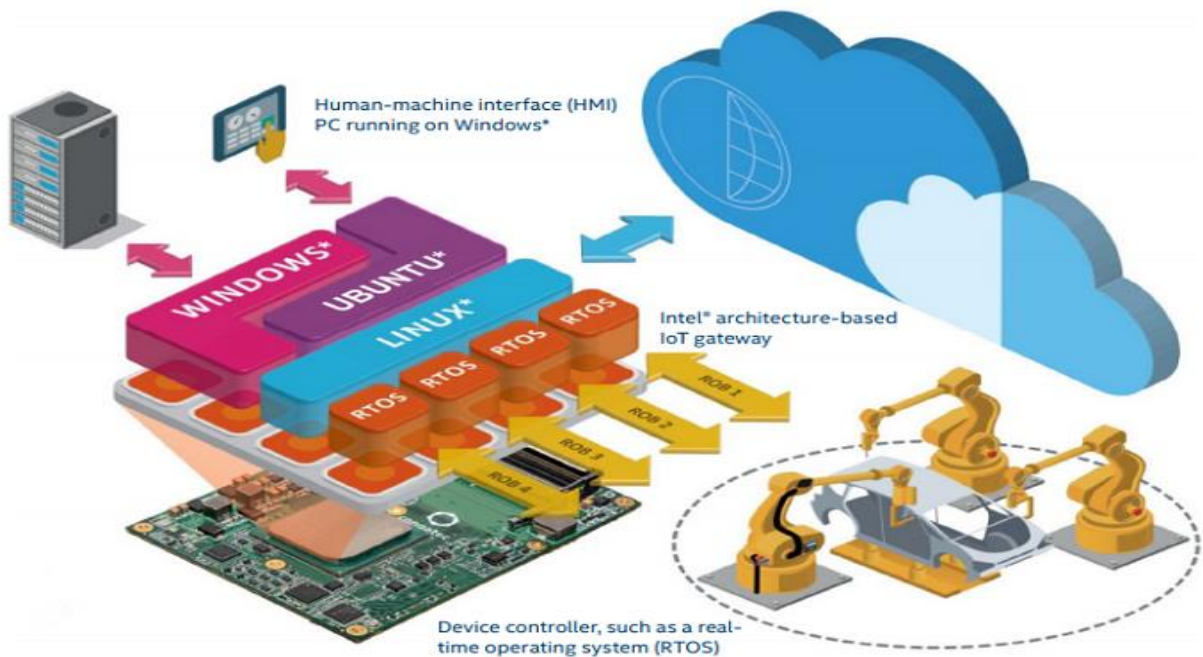 Human-machine interface (HMI)
PC running on Windows*
WINDOWS*
UBUNTU*
LINUX*
RTOS
RTOS
RTOS
RTOS
Intel® architecture-based
IoT gateway
ROB 1
ROB 2
ROB 3
ROB 4
Device controller, such as a real-
time operating system (RTOS)